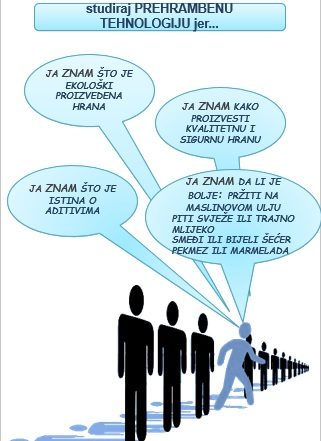 studiraj PREHRAMBENU
TEHNOLOGIJU jer...
JA ZNAM ŠTO JE
EKOLOŠKI
PROIZVEDENA
HRANA
JA ZNAM KAKO
PROIZVESTI
KVALITETNU I
SIGURNU HRANU
JA ZNAM ŠTO JE
ISTINA O
ADITIVIMA
JA ZNAM DA LI JE
BOLJE: PRŽITI NA
MASLINOVOM ULJU
PITI SVJEŽE ILI TRAJNO
MLIJEKO
SMEĐI ILI BIJELI ŠEĆER
PEKMEZ ILI MARMELADA